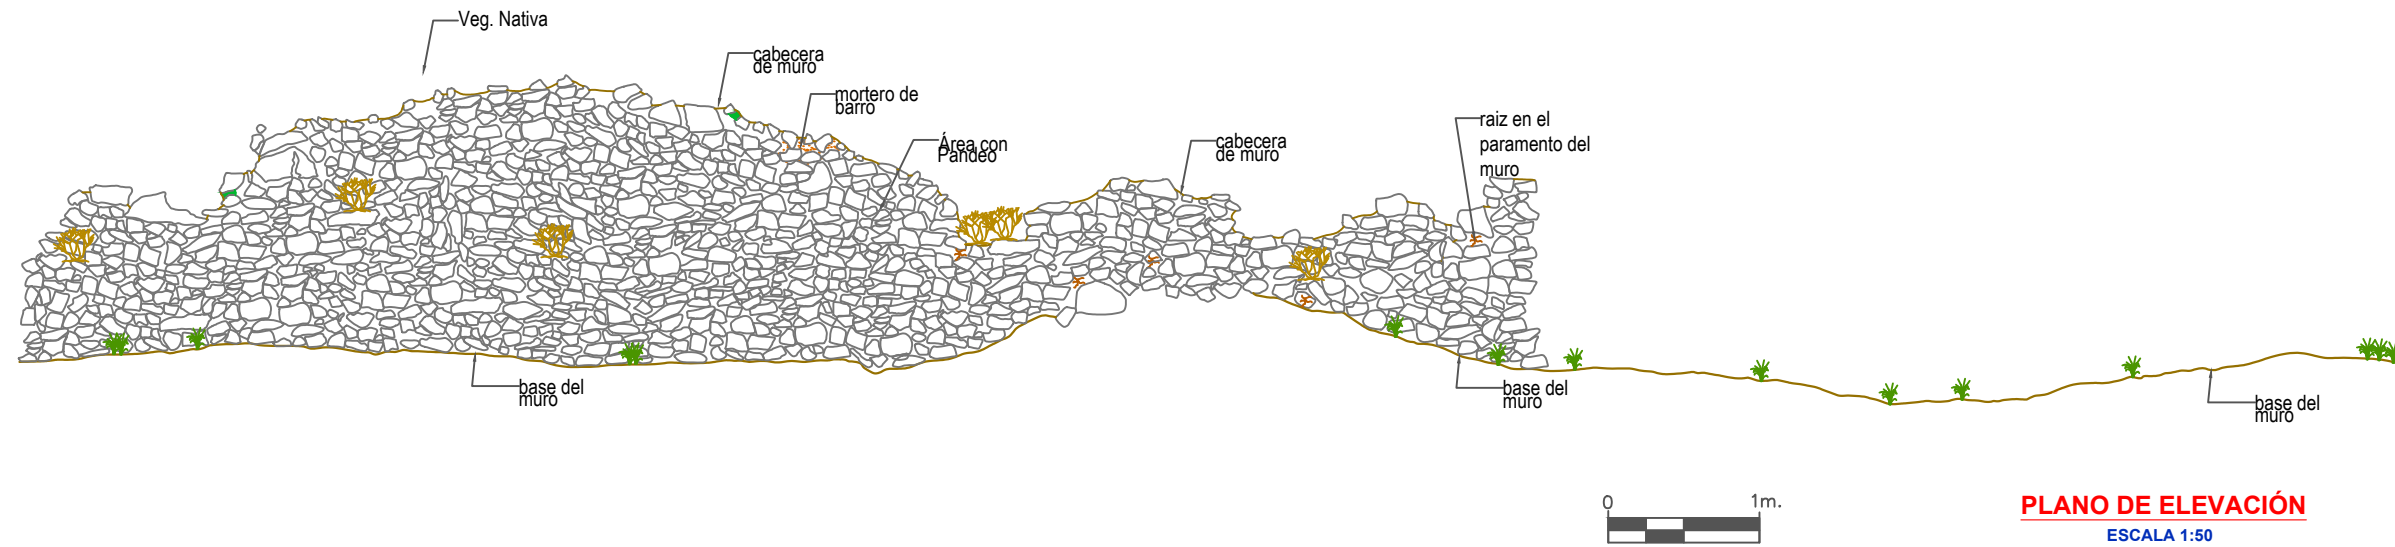 Veg. Nativa
cabecera
de muro
mortero de
barro
Área con
Pandeo
cabecera
de muro
raiz en el
paramento del
muro
base del
muro
base del
muro
base del
muro
0 1m.
PLANO DE ELEVACIÓN
ESCALA 1:50